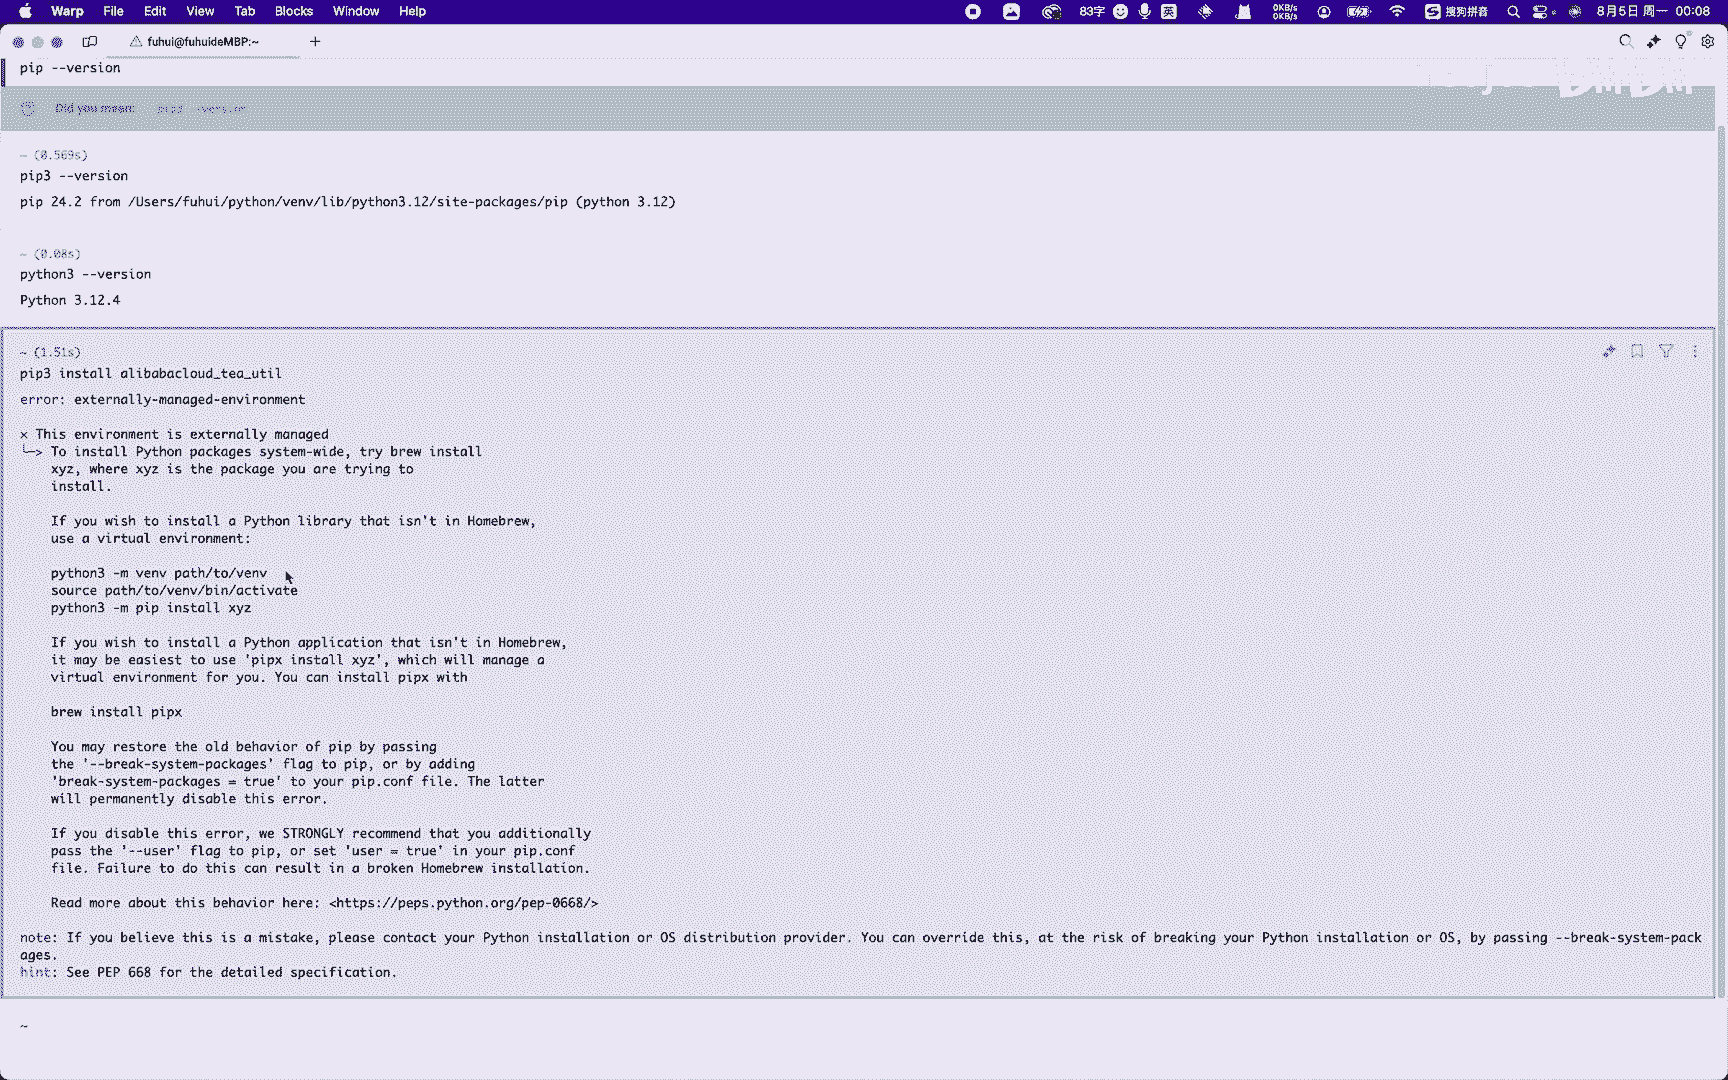 Warp File Edit View Tab Blocks Window Help 83字 英 0KB/s 0KB/s 搜狗拼音 8月5日 周一 00:08
fuhui@fuhuideMBP:~
pip --version
Did you mean: pip3 --version
~ (0.569s)
pip3 --version
pip 24.2 from /Users/fuhui/python/venv/lib/python3.12/site-packages/pip (python 3.12)
~ (0.08s)
python3 --version
Python 3.12.4
~ (1.51s)
pip3 install alibabacloud_tea_util
error: externally-managed-environment
× This environment is externally managed
╰─> To install Python packages system-wide, try brew install
xyz, where xyz is the package you are trying to
install.
If you wish to install a Python library that isn't in Homebrew,
use a virtual environment:
python3 -m venv path/to/venv
source path/to/venv/bin/activate
python3 -m pip install xyz
If you wish to install a Python application that isn't in Homebrew,
it may be easiest to use 'pipx install xyz', which will manage a
virtual environment for you. You can install pipx with
brew install pipx
You may restore the old behavior of pip by passing
the '--break-system-packages' flag to pip, or by adding
'break-system-packages = true' to your pip.conf file. The latter
will permanently disable this error.
If you disable this error, we STRONGLY recommend that you additionally
pass the '--user' flag to pip, or set 'user = true' in your pip.conf
file. Failure to do this can result in a broken Homebrew installation.
Read more about this behavior here: <https://peps.python.org/pep-0668/>
note: If you believe this is a mistake, please contact your Python installation or OS distribution provider. You can override this, at the risk of breaking your Python installation or OS, by passing --break-system-pack
ages.
hint: See PEP 668 for the detailed specification.
~